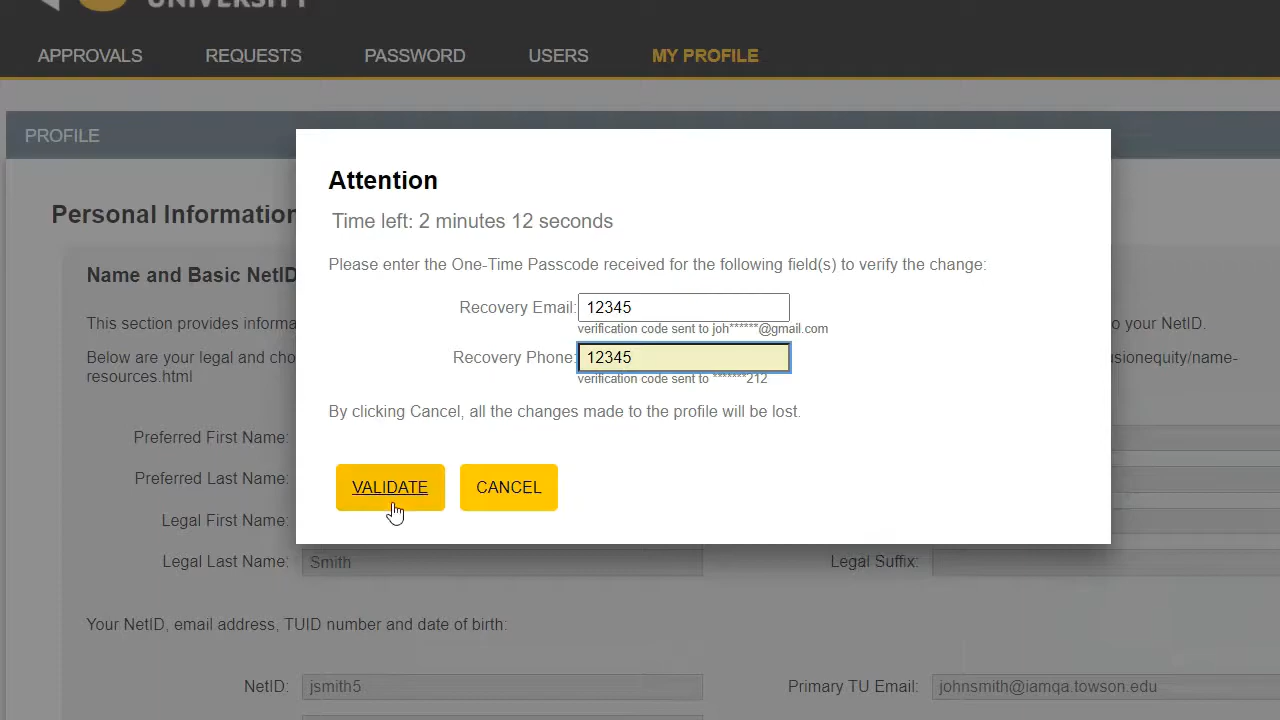 UNIVERSITY
APPROVALS REQUESTS PASSWORD USERS MY PROFILE
PROFILE
Attention
Time left: 2 minutes 12 seconds
Personal Information
Please enter the One-Time Passcode received for the following field(s) to verify the change:
Name and Basic NetID
Recovery Email: 12345
This section provides informa o your NetID.
verification code sent to joh******@gmail.com
Below are your legal and cho usionequity/name-
Recovery Phone: 12345
resources.html
verification code sent to *******212
By clicking Cancel, all the changes made to the profile will be lost.
Preferred First Name:
Preferred Last Name:
VALIDATE CANCEL
Legal First Name:
Legal Last Name: Smith Legal Suffix:
Your NetID, email address, TUID number and date of birth:
NetID: jsmith5 Primary TU Email: johnsmith@iamqa.towson.edu